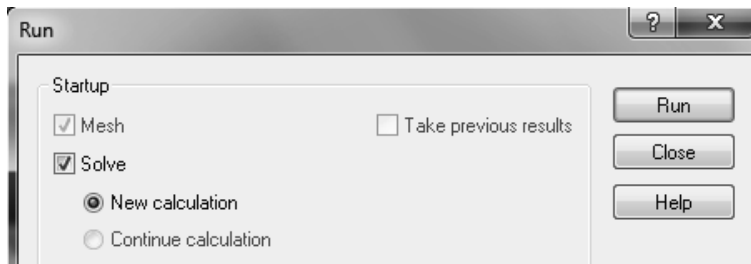 Run
?
X
Startup
Mesh
Take previous results
Solve
New calculation
Continue calculation
Run
Close
Help